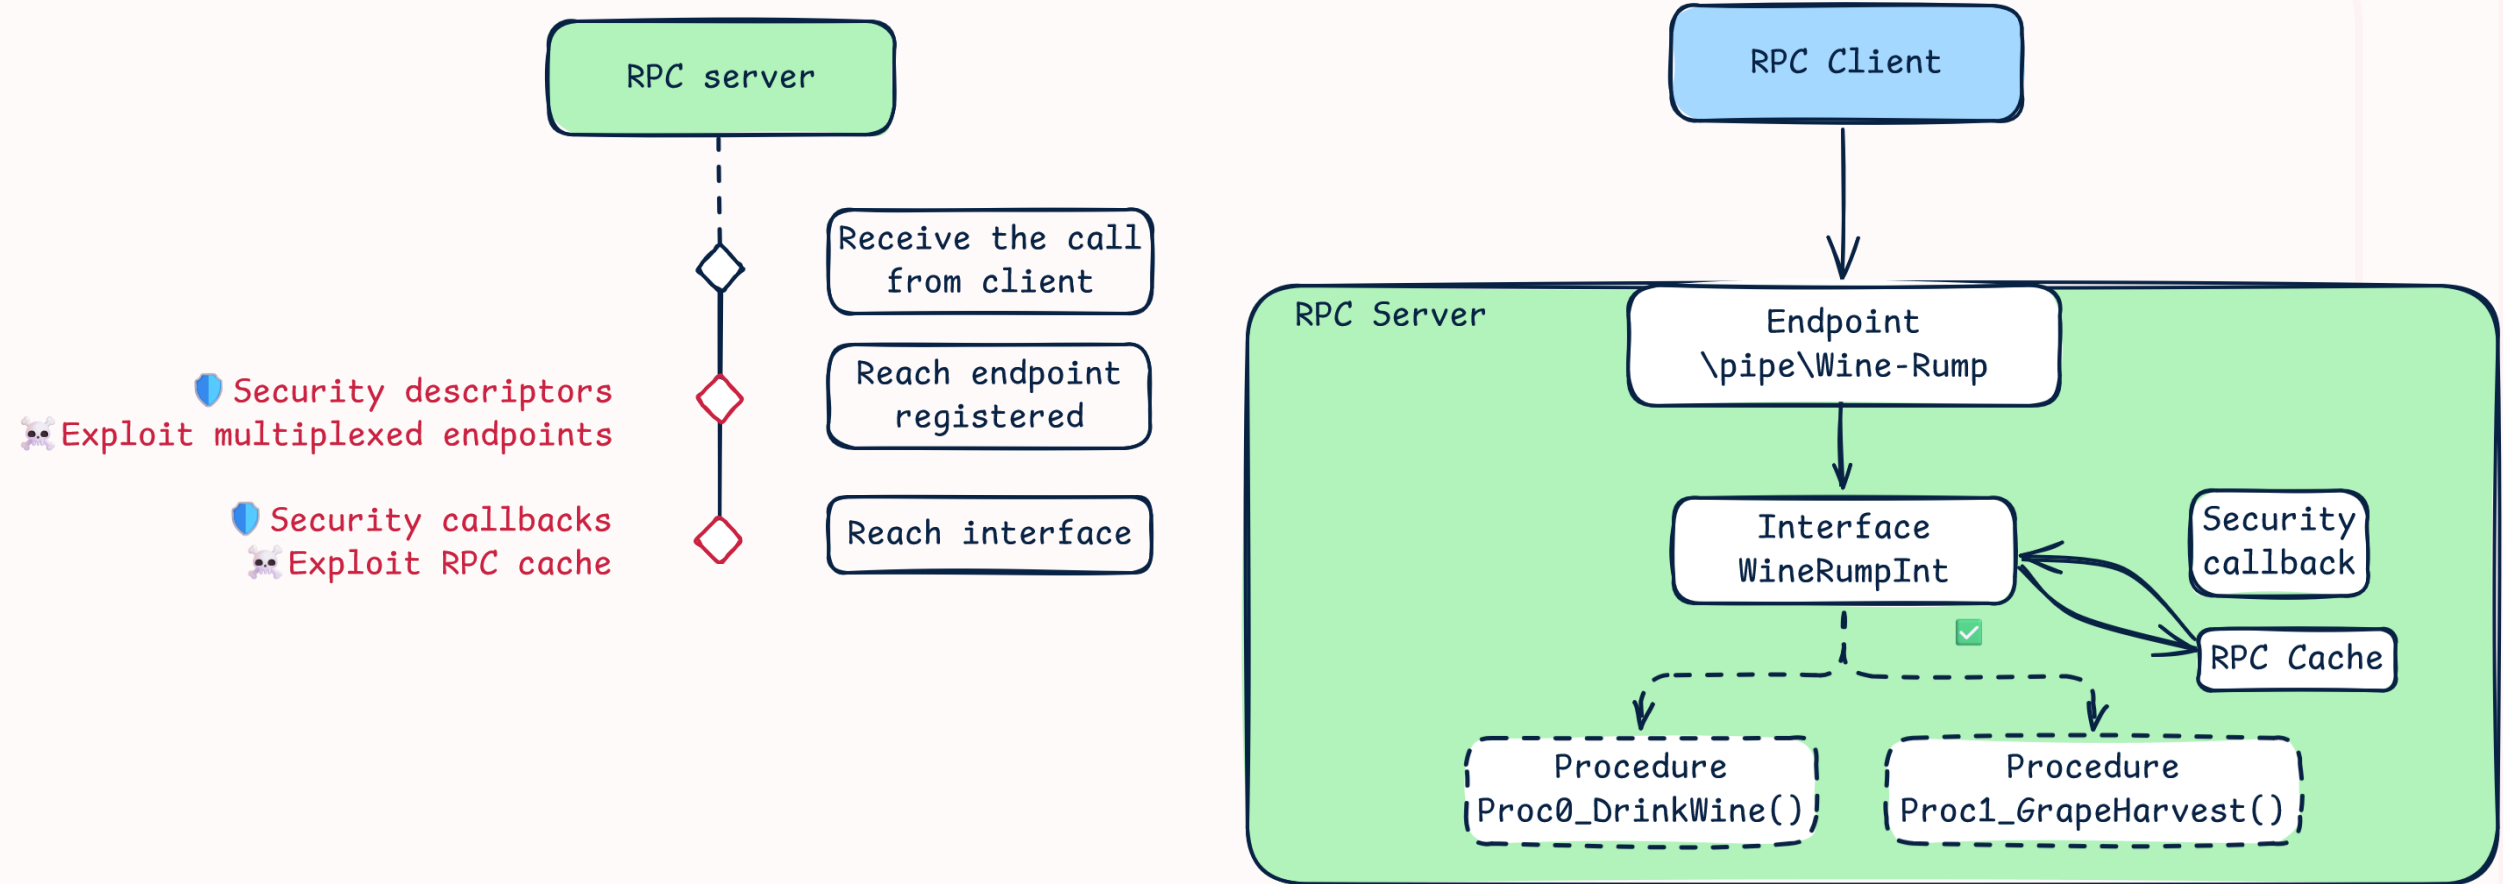 RPC server
Receive the call
from client
Security descriptors
Exploit multiplexed endpoints
Reach endpoint
registered
Security callbacks
Exploit RPC cache
Reach interface
RPC Client
RPC Server
Endpoint
\pipe\Wine-Rump
Interface
WineRumpInt
Security
callback
RPC Cache
Procedure
Proc0_DrinkWine()
Procedure
Proc1_GrapeHarvest()